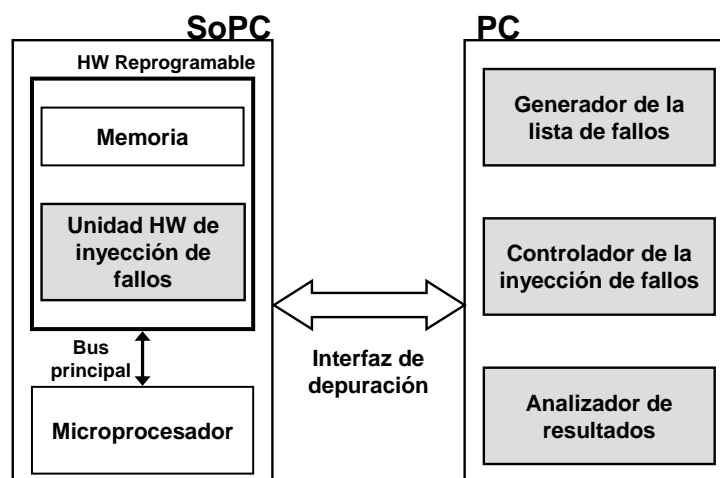 SoPC
HW Reprogramable
Memoria
Unidad HW de
inyección de
fallos
Bus
principal
Microprocesador
Interfaz de
depuración
PC
Generador de la
lista de fallos
Controlador de la
inyección de fallos
Analizador de
resultados